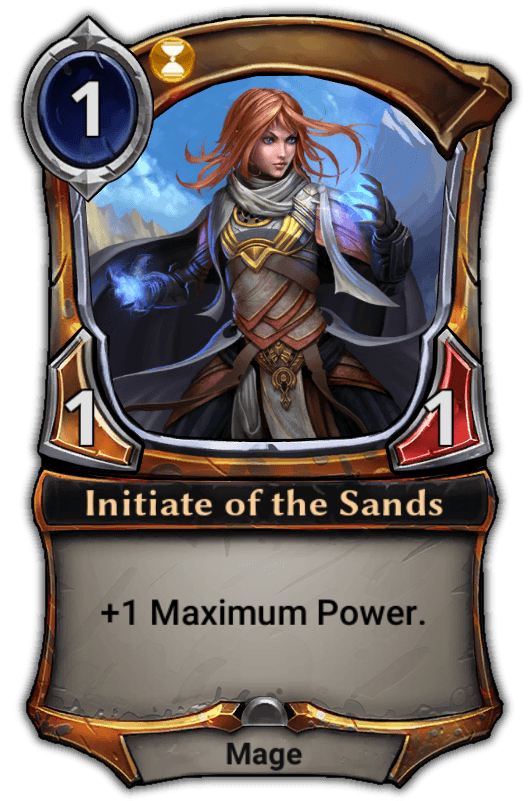 1
1
1
Initiate of the Sands
+1 Maximum Power.
Mage